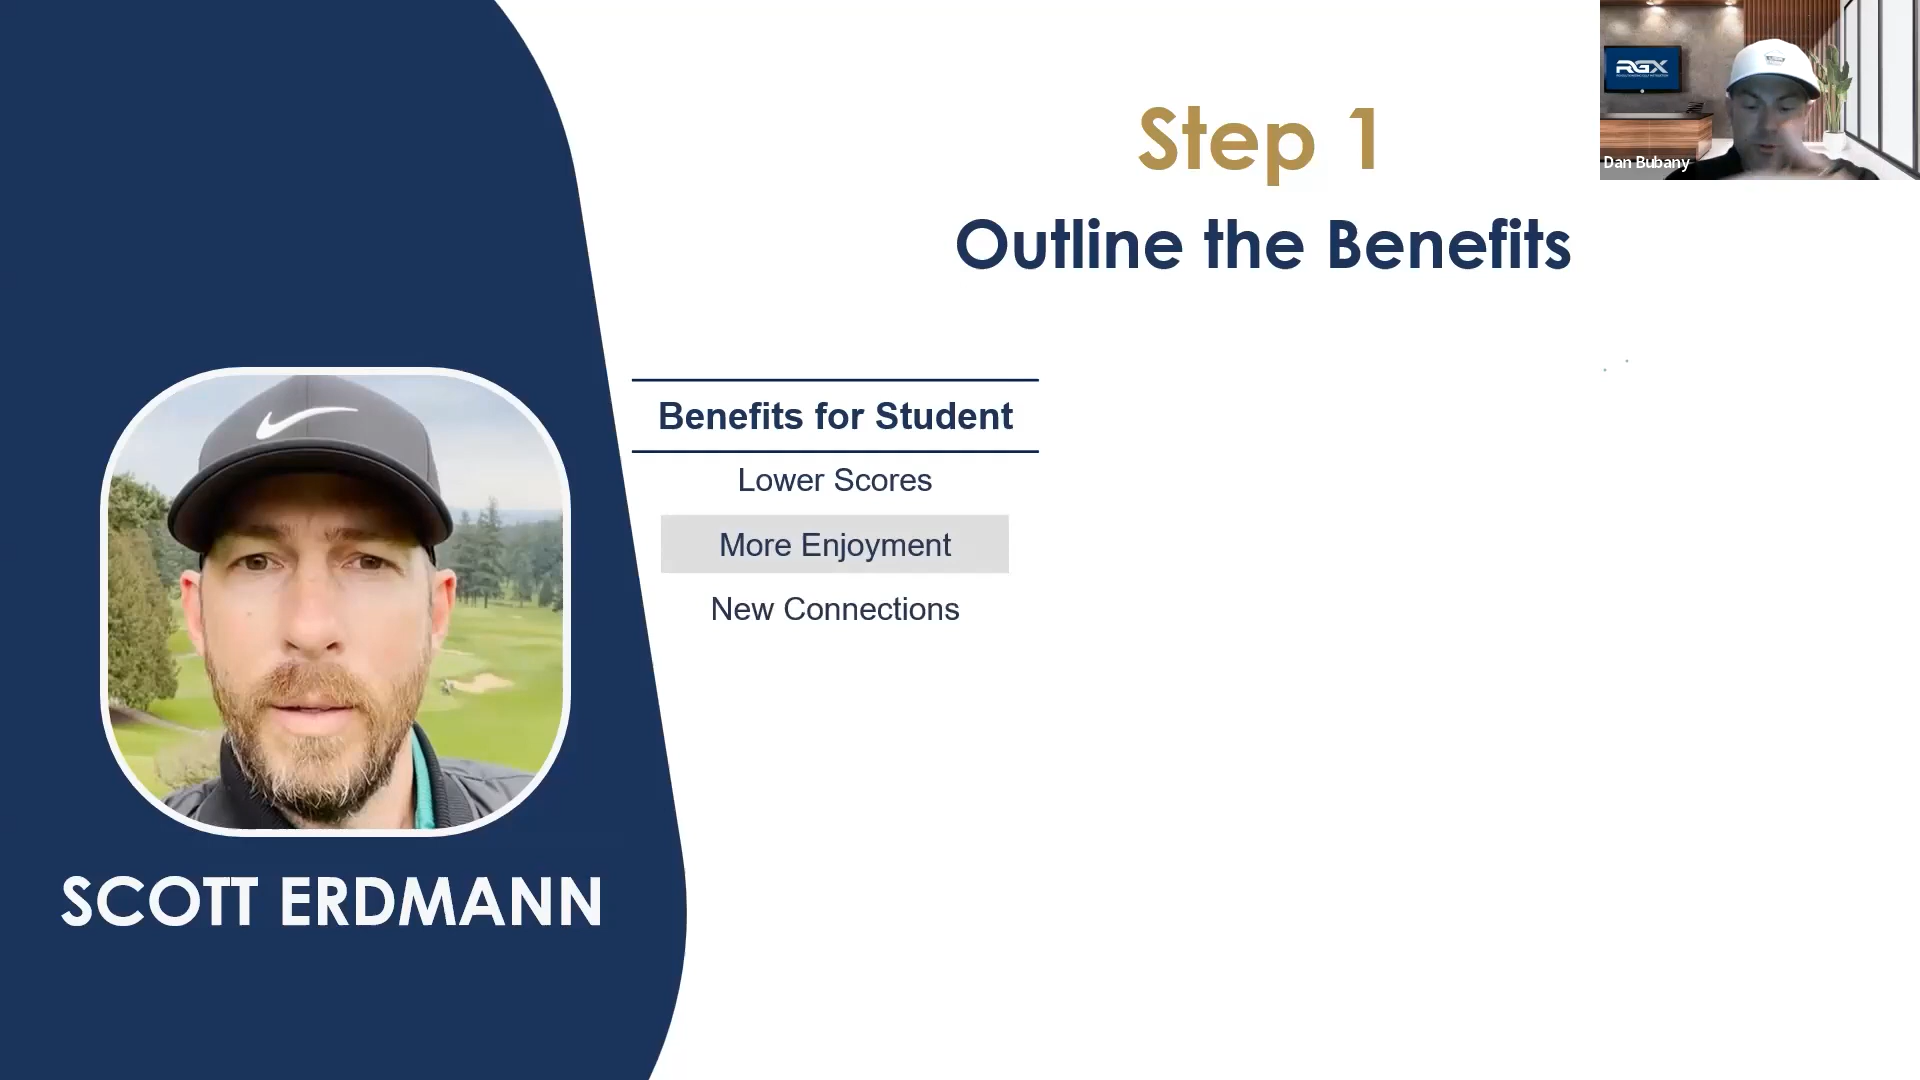 Step 1
Outline the Benefits
RGX
Dan Bubany
Benefits for Student
Lower Scores
More Enjoyment
New Connections
SCOTT ERDMANN